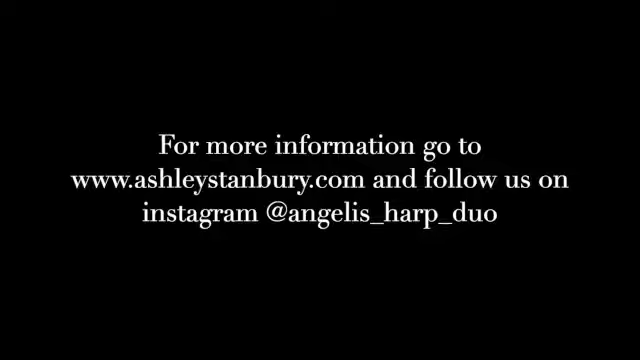 For more information go to
www.ashleystanbury.com and follow us on
instagram @angelis_harp_duo